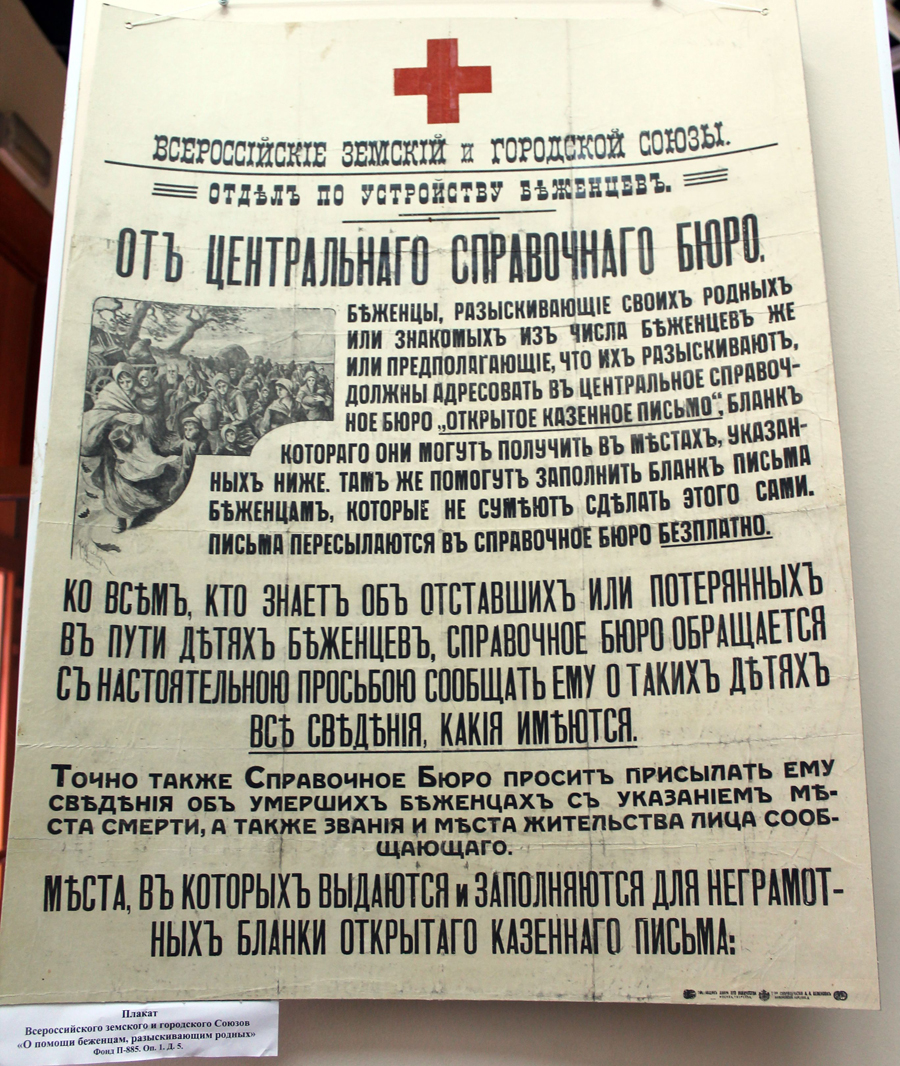 ВСЕРОССІЙСКІЕ ЗЕМСКІЙ и ГОРОДСКОЙ СОЮЗЫ.
ОТДѢЛЪ ПО УСТРОЙСТВУ БѢЖЕНЦЕВЪ.
ОТЪ ЦЕНТРАЛЬНАГО СПРАВОЧНАГО БЮРО.
БѢЖЕНЦЫ, РАЗЫСКИВАЮЩІЕ СВОИХЪ РОДНЫХЪ
ИЛИ ЗНАКОМЫХЪ ИЗЪ ЧИСЛА БѢЖЕНЦЕВЪ ЖЕ
ИЛИ ПРЕДПОЛАГАЮЩІЕ, ЧТО ИХЪ РАЗЫСКИВАЮТЪ,
ДОЛЖНЫ АДРЕСОВАТЬ ВЪ ЦЕНТРАЛЬНОЕ СПРАВОЧ-
НОЕ БЮРО „ОТКРЫТОЕ КАЗЕННОЕ ПИСЬМО“, БЛАНКЪ
КОТОРАГО ОНИ МОГУТЪ ПОЛУЧИТЬ ВЪ МѢСТАХЪ, УКАЗАН-
НЫХЪ НИЖЕ. ТАМЪ ЖЕ ПОМОГУТЪ ЗАПОЛНИТЬ БЛАНКЪ ПИСЬМА
БѢЖЕНЦАМЪ, КОТОРЫЕ НЕ СУМѢЮТЪ СДѢЛАТЬ ЭТОГО САМИ.
ПИСЬМА ПЕРЕСЫЛАЮТСЯ ВЪ СПРАВОЧНОЕ БЮРО БЕЗПЛАТНО.
КО ВСѢМЪ, КТО ЗНАЕТЪ ОБЪ ОТСТАВШИХЪ ИЛИ ПОТЕРЯННЫХЪ
ВЪ ПУТИ ДѢТЯХЪ БѢЖЕНЦЕВЪ, СПРАВОЧНОЕ БЮРО ОБРАЩАЕТСЯ
СЪ НАСТОЯТЕЛЬНОЮ ПРОСЬБОЮ СООБЩАТЬ ЕМУ О ТАКИХЪ ДѢТЯХЪ
ВСѢ СВѢДѢНІЯ, КАКІЯ ИМѢЮТСЯ.
ТОЧНО ТАКЖЕ СПРАВОЧНОЕ БЮРО ПРОСИТЪ ПРИСЫЛАТЬ ЕМУ
СВѢДѢНІЯ ОБЪ УМЕРШИХЪ БѢЖЕНЦАХЪ СЪ УКАЗАНІЕМЪ МѢ-
СТА СМЕРТИ, А ТАКЖЕ ЗВАНІЯ И МѢСТА ЖИТЕЛЬСТВА ЛИЦА СООБ-
ЩАЮЩАГО.
МѢСТА, ВЪ КОТОРЫХЪ ВЫДАЮТСЯ и ЗАПОЛНЯЮТСЯ ДЛЯ НЕГРАМОТ-
НЫХЪ БЛАНКИ ОТКРЫТАГО КАЗЕННАГО ПИСЬМА:
Плакат
Всероссийского земского и городского Союзов
«О помощи беженцам, разыскивающим родных»
Фонд П-885. Оп. 1. Д. 5.